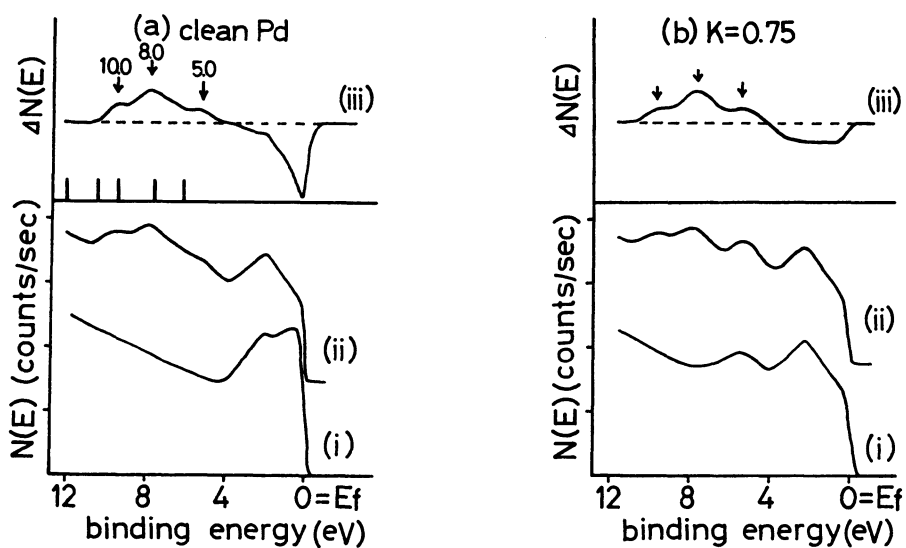 (a) clean Pd
10.0 8.0 5.0
ΔN(E)
(iii)
N(E) (counts/sec)
(ii)
(i)
12 8 4 0=Ef
binding energy(eV)
(b) K=0.75
ΔN(E)
(iii)
N(E)(counts/sec)
(ii)
(i)
12 8 4 0=Ef
binding energy(eV)